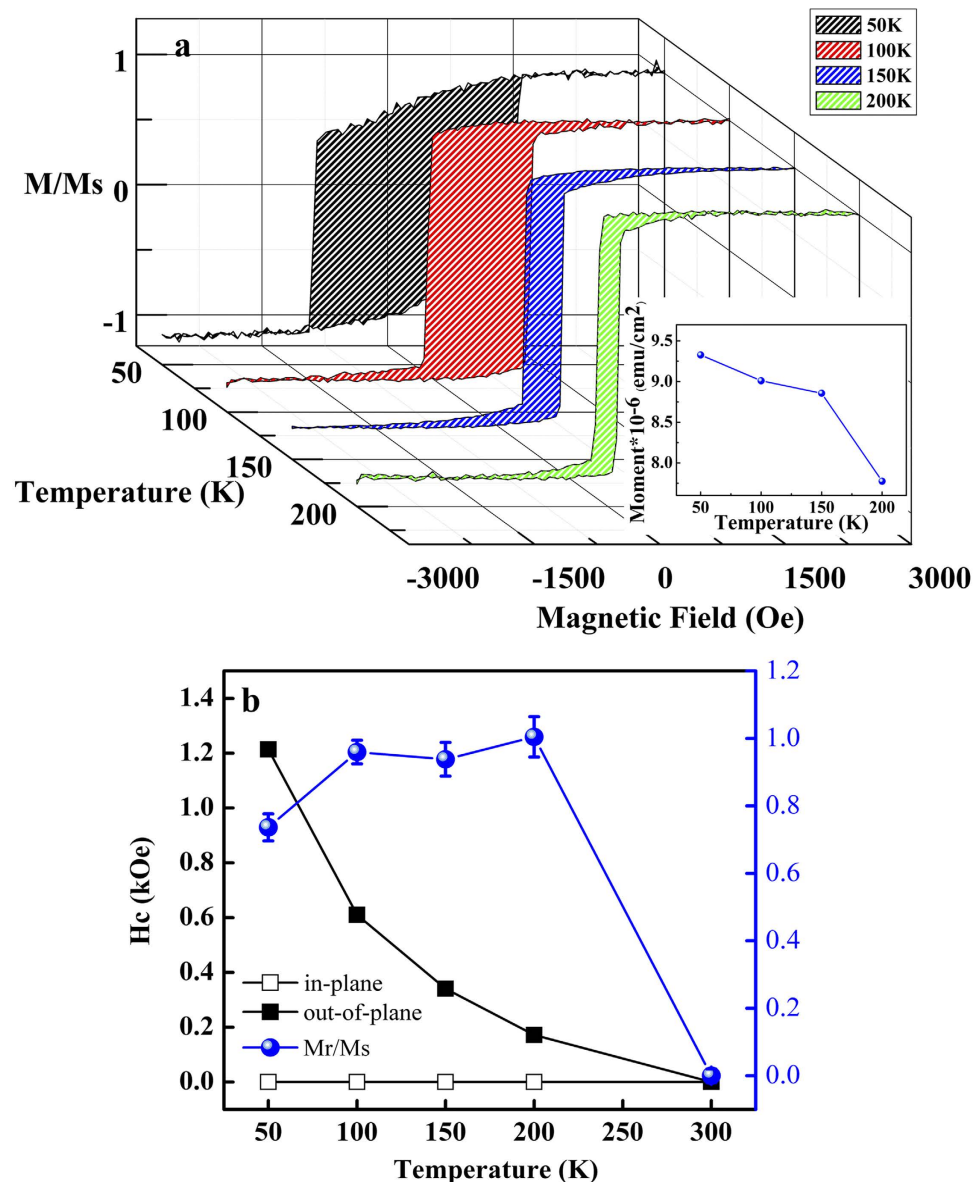 a
50K
100K
150K
200K
1
M/Ms 0
-1
50
100
150
200
Temperature (K)
-3000 -1500 0 1500 3000
Magnetic Field (Oe)
Moment*10-6 (emu/cm2)
9.5
9.0
8.5
8.0
50 100 150 200
Temperature (K)
b
Hc (kOe)
1.4
1.2
1.0
0.8
0.6
0.4
0.2
0.0
in-plane
out-of-plane
Mr/Ms
1.2
1.0
0.8
0.6
0.4
0.2
0.0
50 100 150 200 250 300
Temperature (K)